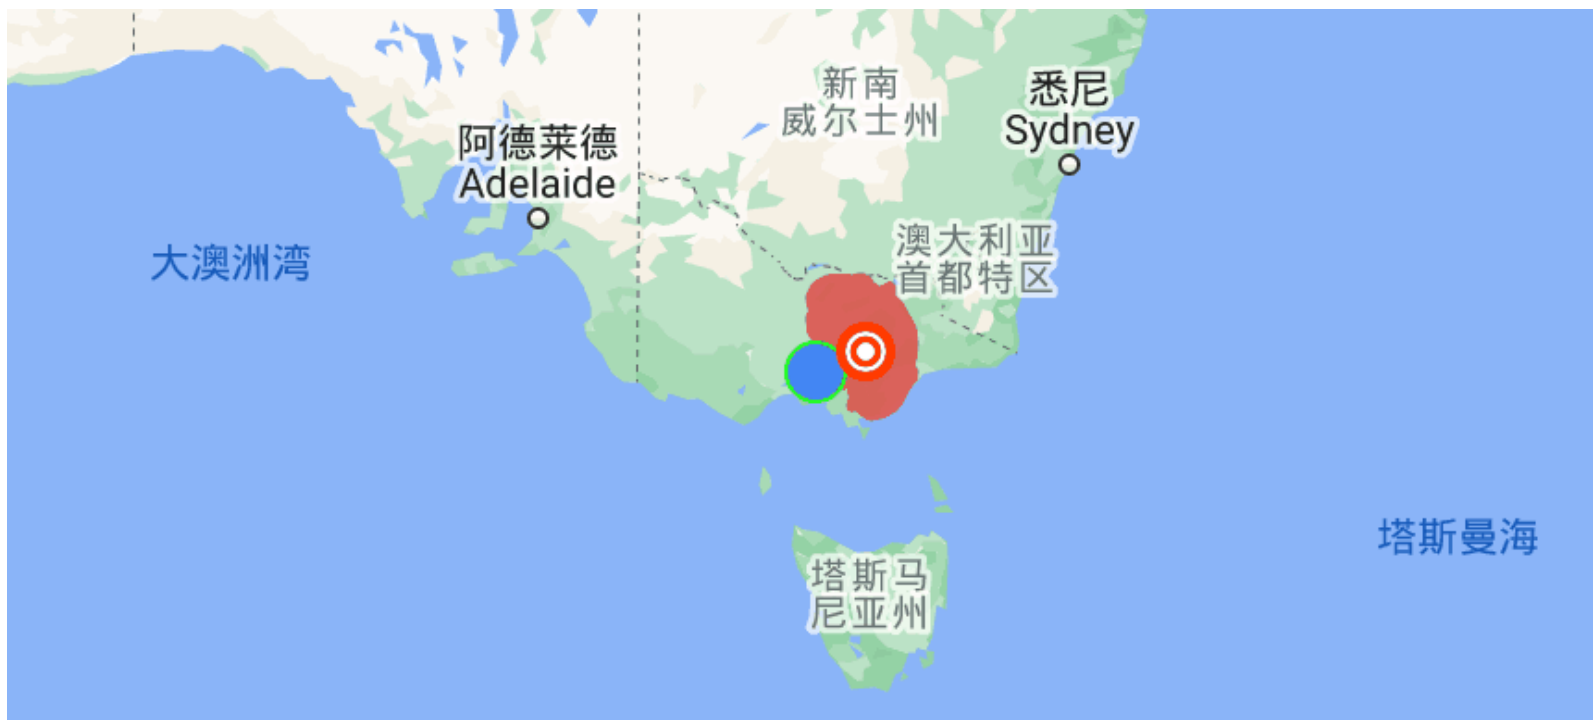 新南
威尔士州
悉尼
Sydney
阿德莱德
Adelaide
大澳洲湾
澳大利亚
首都特区
塔斯曼海
塔斯马
尼亚州